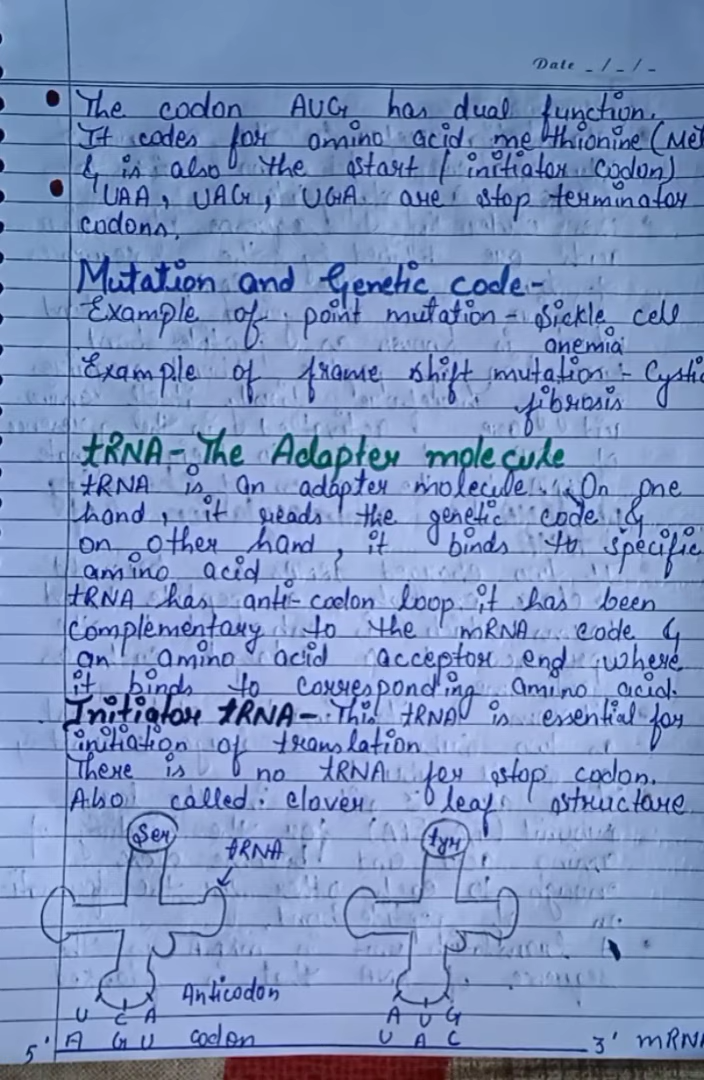 Date _/_/_
The codon AUG has dual function.
It codes for amino acid methionine (Met
& is also the start / initiator codon)
UAA, UAG, UGA are stop terminator
codons.
Mutation and Genetic code-
Example of point mutation - Sickle cell
anemia
Example of frame shift mutation - Cystic
fibrosis
tRNA - The Adapter molecule
tRNA is an adapter molecule. On one
hand, it reads the genetic code &
on other hand, it binds to specific
amino acid
tRNA has anti-codon loop it has been
complementary to the mRNA code &
an amino acid acceptor end where
it binds to corresponding amino acid.
Initiator tRNA - This tRNA is essential for
initiation of translation
There is no tRNA for stop codon.
Also called clover leaf structure
Ser tyr
tRNA
Anticodon
U C A A U G
5' A G U codon U A C 3' mRNA